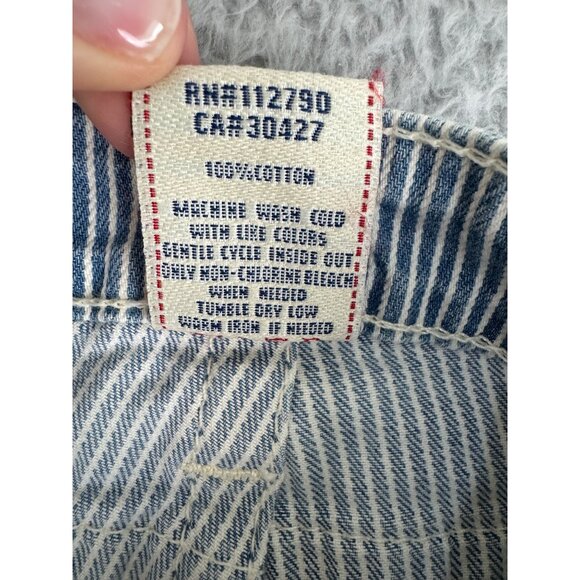 RN#112790
CA#30427
100%COTTON
MACHINE WASH COLD
WITH LIKE COLORS
GENTLE CYCLE INSIDE OUT
ONLY NON-CHLORINE BLEACH
WHEN NEEDED
TUMBLE DRY LOW
WARM IRON IF NEEDED